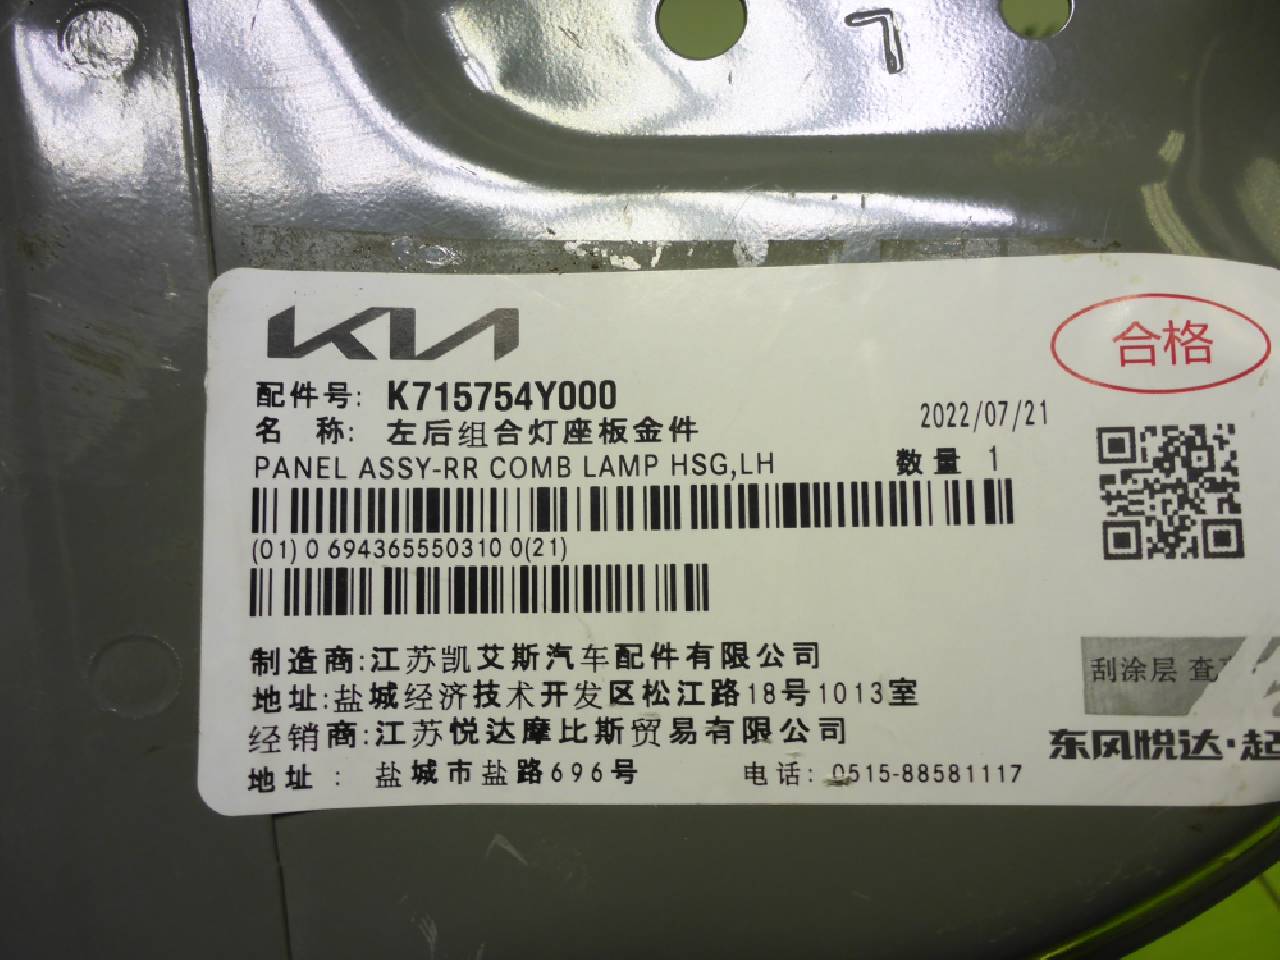 L
KIA
合格
配件号: K715754Y000
名 称: 左后组合灯座板金件
2022/07/21
PANEL ASSY-RR COMB LAMP HSG,LH
数量 1
(01) 0 694365550310 0(21)
制造商:江苏凯艾斯汽车配件有限公司
地址:盐城经济技术开发区松江路18号1013室
经销商:江苏悦达摩比斯贸易有限公司
地址: 盐城市盐路696号 电话: 0515-88581117
刮涂层 查
东风悦达·起